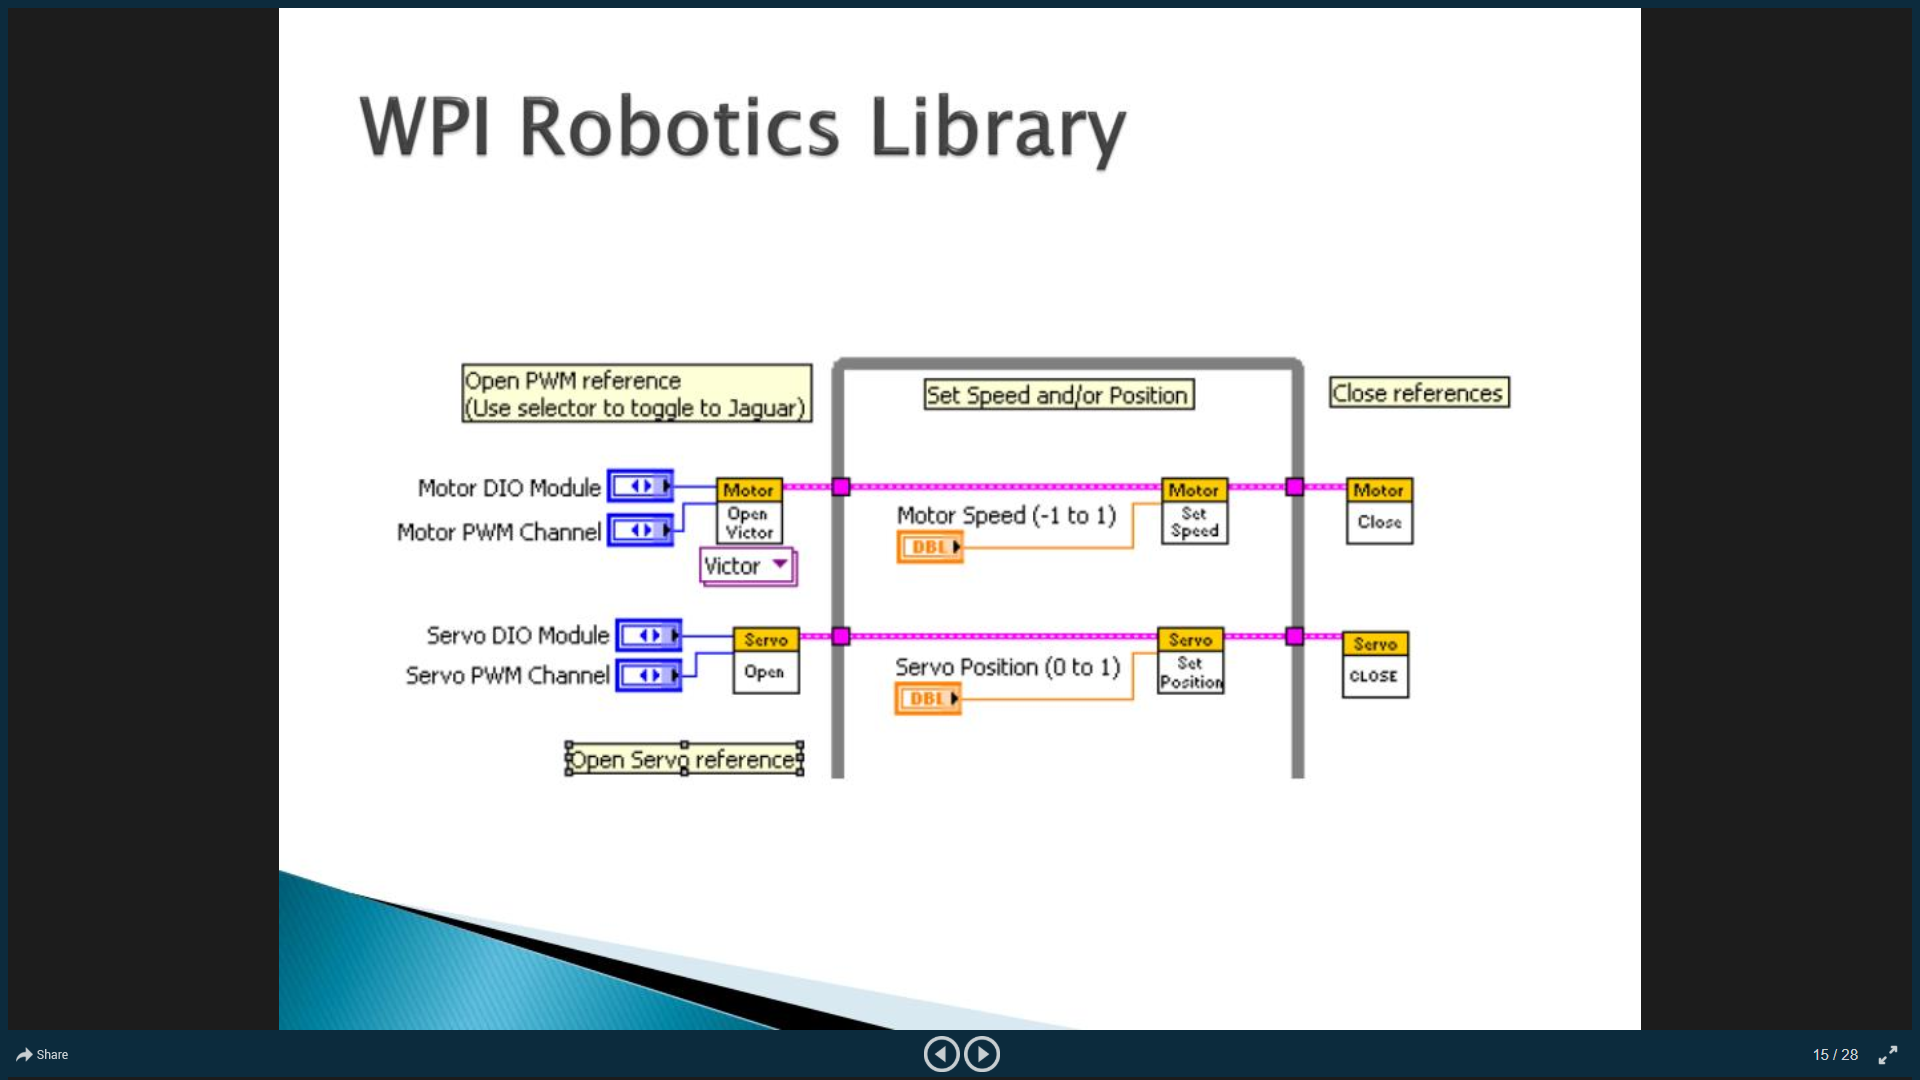 WPI Robotics Library
Open PWM reference
(Use selector to toggle to Jaguar)
Set Speed and/or Position
Close references
Motor DIO Module
Motor PWM Channel
Motor
Open
Victor
Victor
Motor Speed (-1 to 1)
DBL
Motor
Set
Speed
Motor
Close
Servo DIO Module
Servo PWM Channel
Servo
Open
Servo Position (0 to 1)
DBL
Servo
Set
Position
Servo
CLOSE
Open Servo reference
Share
15 / 28